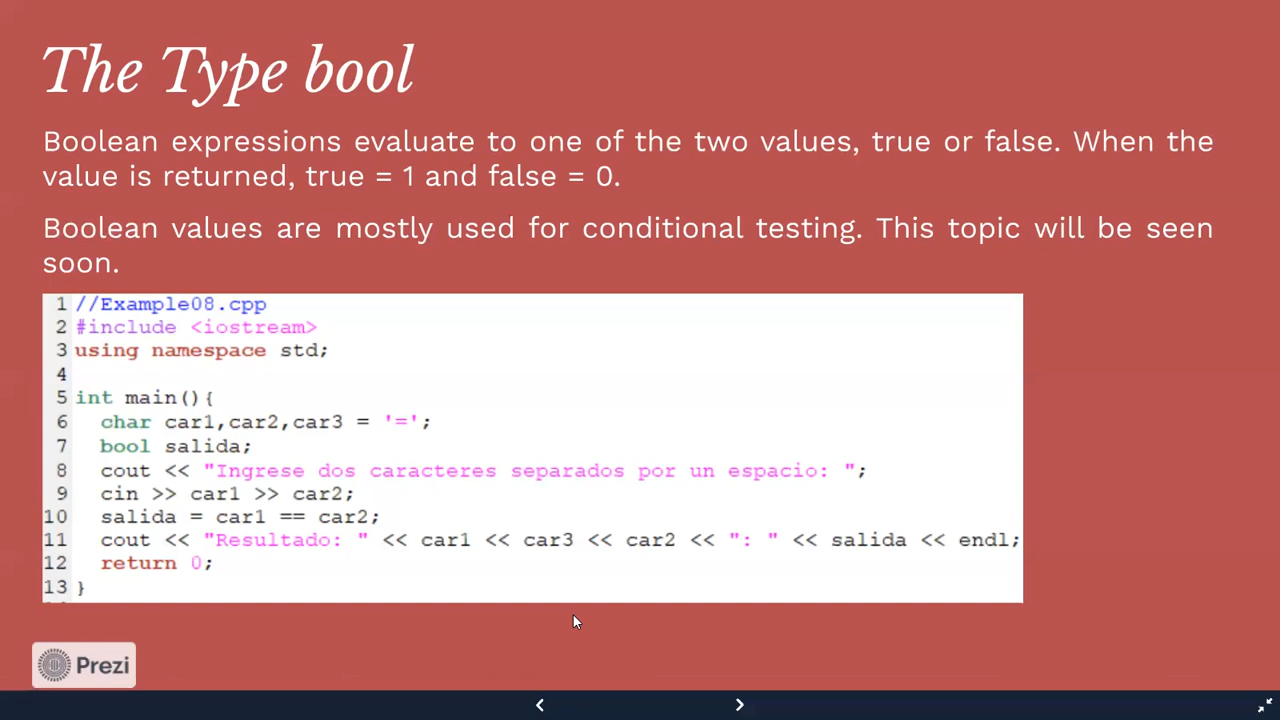 The Type bool
Boolean expressions evaluate to one of the two values, true or false. When the
value is returned, true = 1 and false = 0.
Boolean values are mostly used for conditional testing. This topic will be seen
soon.
1 //Example08.cpp
2 #include <iostream>
3 using namespace std;
4
5 int main(){
6   char car1,car2,car3 = '=';
7   bool salida;
8   cout << "Ingrese dos caracteres separados por un espacio: ";
9   cin >> car1 >> car2;
10   salida = car1 == car2;
11   cout << "Resultado: " << car1 << car3 << car2 << ": " << salida << endl;
12   return 0;
13 }
Prezi